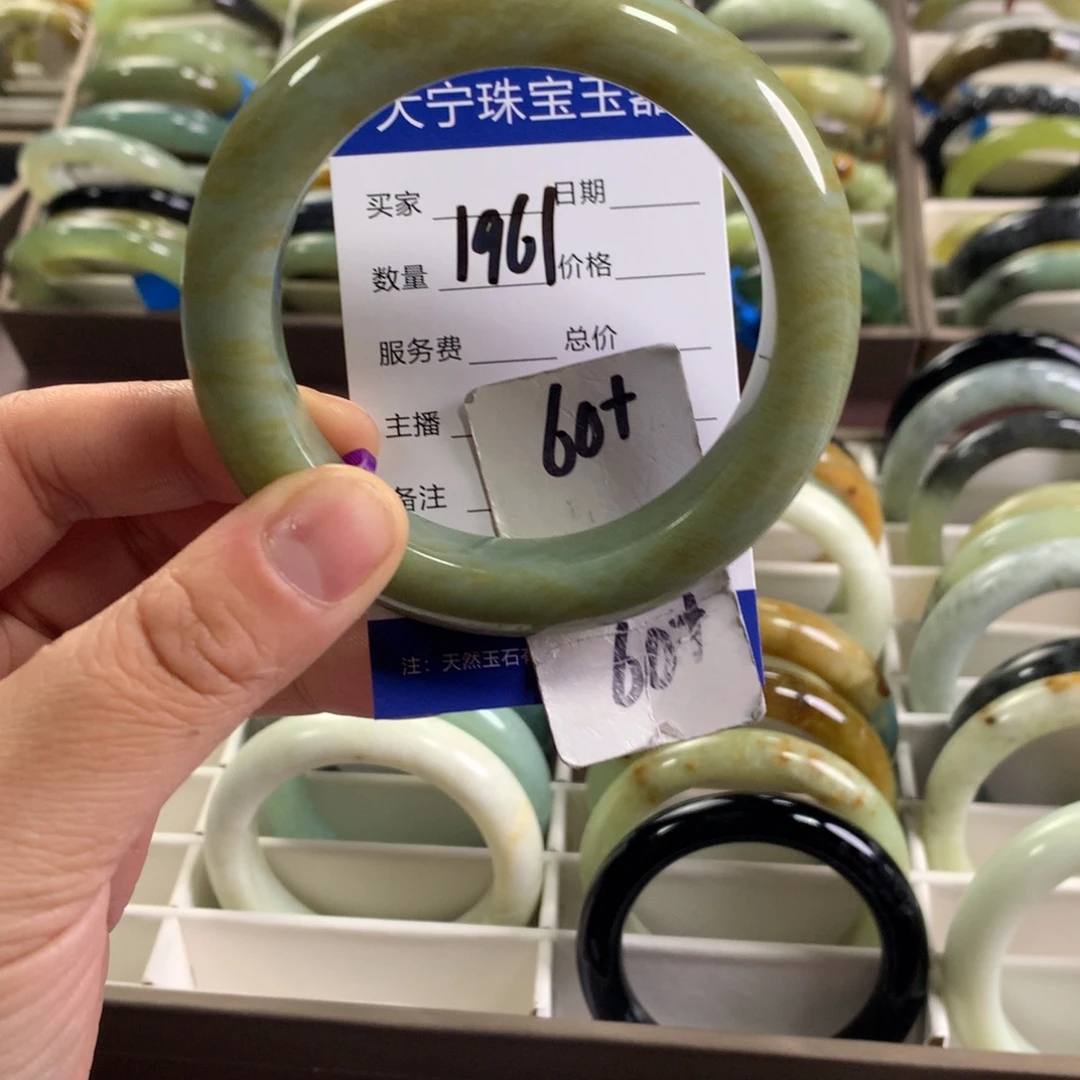 天宁珠宝玉器
买家 日期
1961
数量 价格
服务费 总价
60+
主播
备注
注：天然玉石
60+